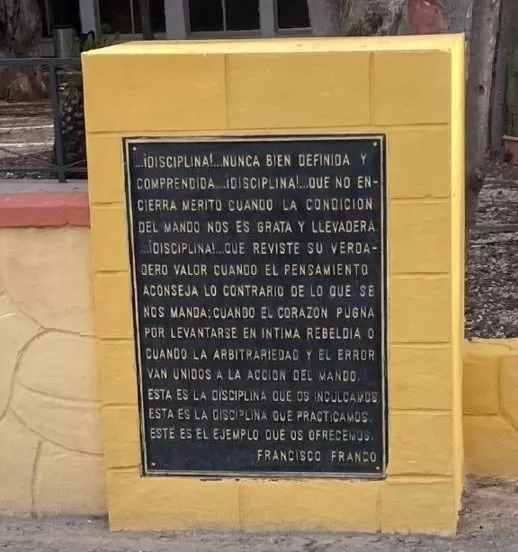 ...¡DISCIPLINA!...NUNCA BIEN DEFINIDA Y
COMPRENDIDA...¡DISCIPLINA!...QUE NO EN-
CIERRA MERITO CUANDO LA CONDICION
DEL MANDO NOS ES GRATA Y LLEVADERA
...¡DISCIPLINA!...QUE REVISTE SU VERDA-
DERO VALOR CUANDO EL PENSAMIENTO
ACONSEJA LO CONTRARIO DE LO QUE SE
NOS MANDA; CUANDO EL CORAZON PUGNA
POR LEVANTARSE EN INTIMA REBELDIA O
CUANDO LA ARBITRARIEDAD Y EL ERROR
VAN UNIDOS A LA ACCION DEL MANDO.
ESTA ES LA DISCIPLINA QUE OS INCULCAMOS
ESTA ES LA DISCIPLINA QUE PRACTICAMOS.
ESTE ES EL EJEMPLO QUE OS OFRECEMOS.
FRANCISCO FRANCO